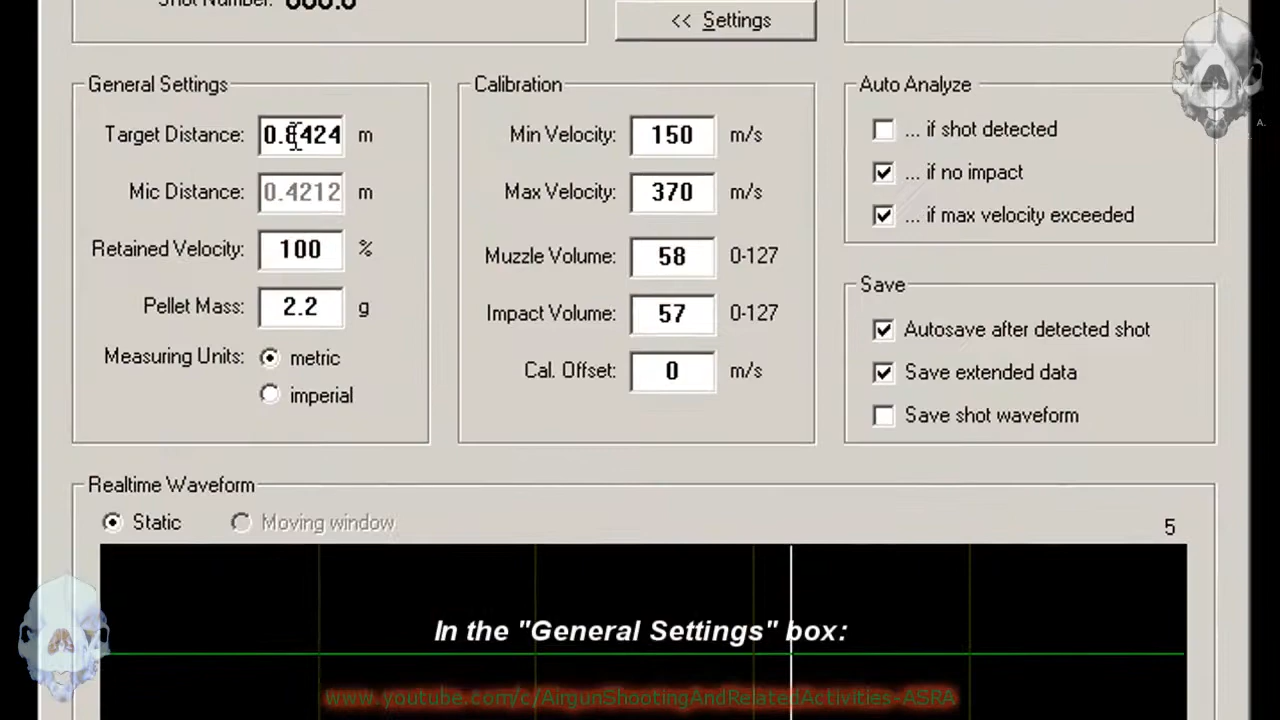 Shot Number: 000.0
<< Settings
General Settings
Target Distance: 0.8424 m
Mic Distance: 0.4212 m
Retained Velocity: 100 %
Pellet Mass: 2.2 g
Measuring Units: metric
imperial
Calibration
Min Velocity: 150 m/s
Max Velocity: 370 m/s
Muzzle Volume: 58 0-127
Impact Volume: 57 0-127
Cal. Offset: 0 m/s
Auto Analyze
... if shot detected
... if no impact
... if max velocity exceeded
Save
Autosave after detected shot
Save extended data
Save shot waveform
Realtime Waveform
Static Moving window 5
In the "General Settings" box:
www.youtube.com/c/AirgunShootingAndRelatedActivities-ASRA
A.